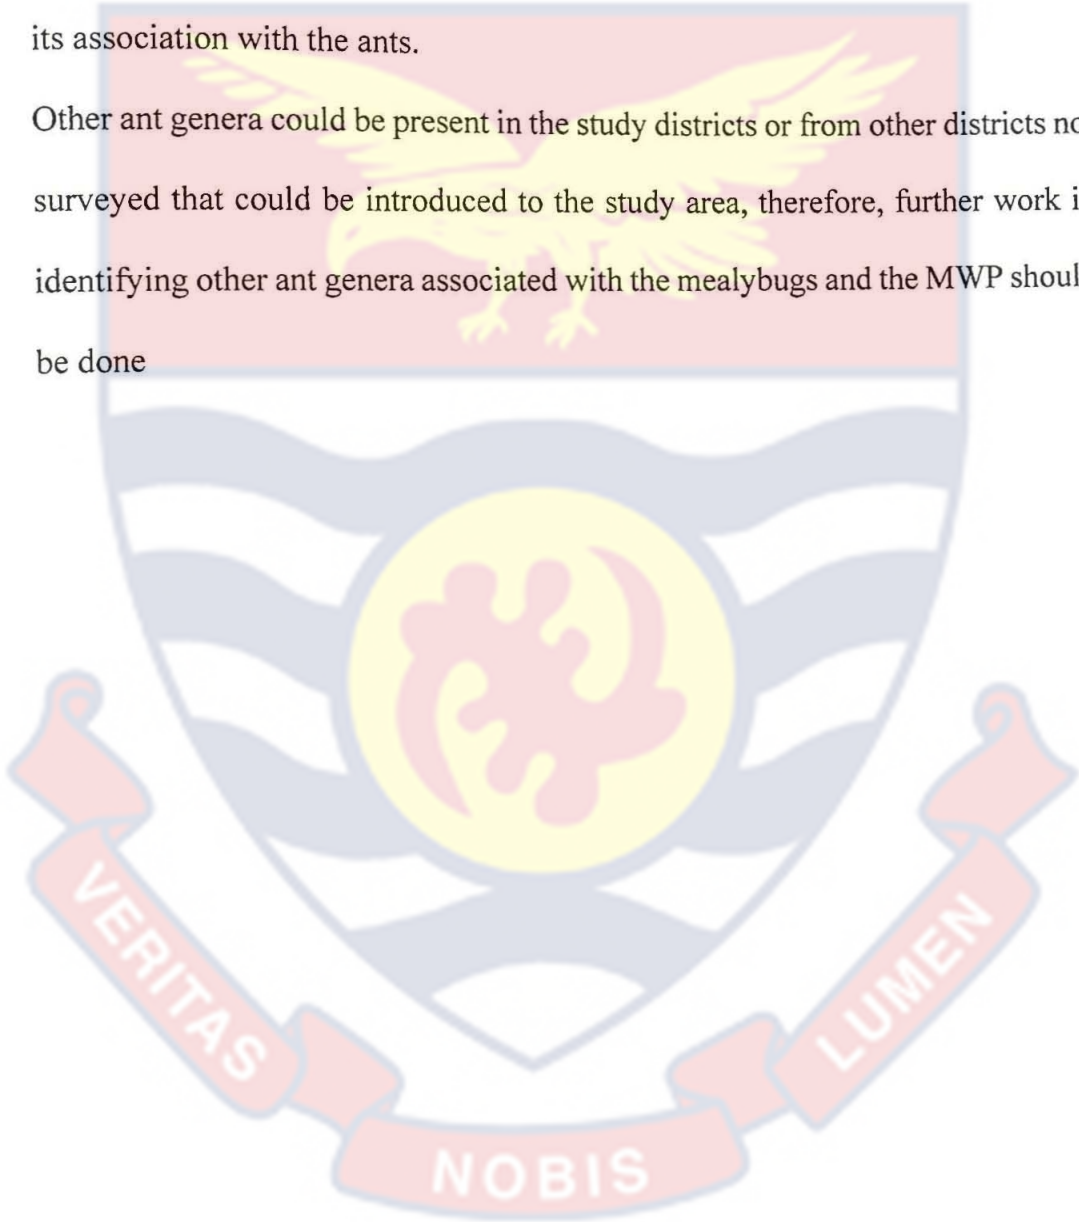 its association with the ants.
Other ant genera could be present in the study districts or from other districts no
surveyed that could be introduced to the study area, therefore, further work i
identifying other ant genera associated with the mealybugs and the MWP shoul
be done
VERITAS
NOBIS
LUMEN